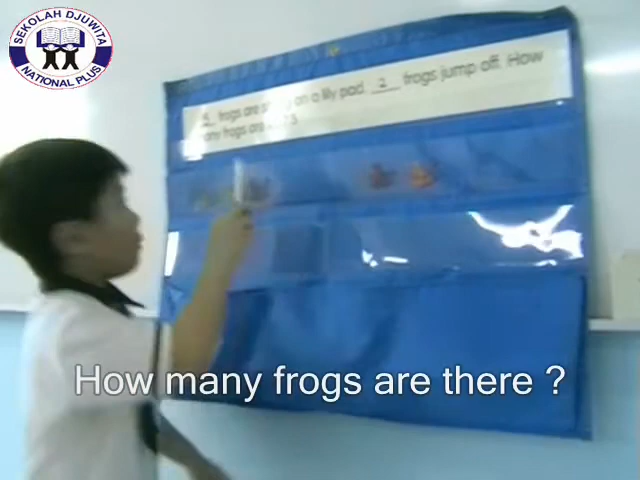 SEKOLAH DJUWITA
NATIONAL PLUS
frogs are on a lily pad. 2 frogs jump off. How
many frogs are
How many frogs are there ?